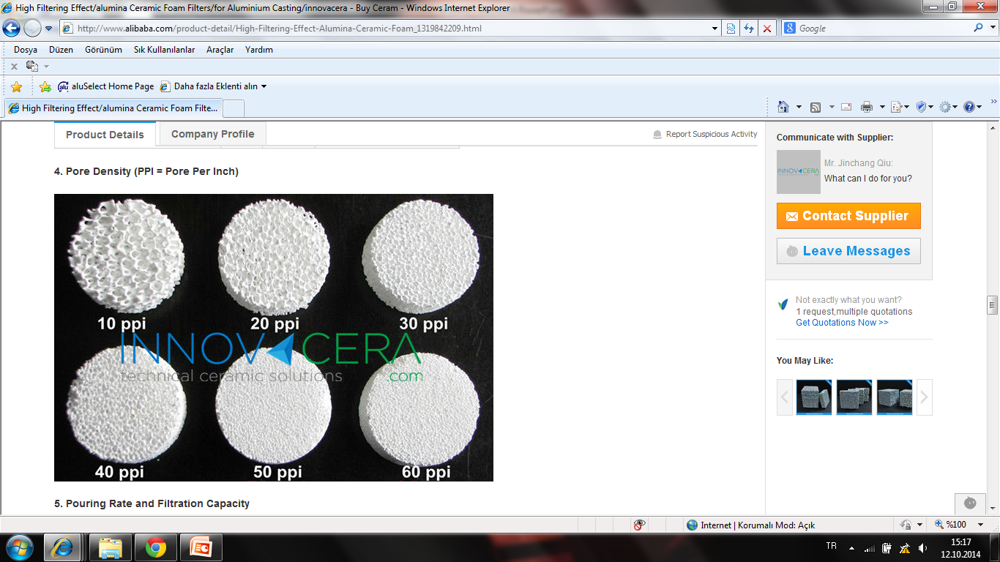 High Filtering Effect/alumina Ceramic Foam Filters/for Aluminium Casting/innovacera - Buy Ceram - Windows Internet Explorer
http://www.alibaba.com/product-detail/High-Filtering-Effect-Alumina-Ceramic-Foam_1319842209.html
Google
Dosya Düzen Görünüm Sık Kullanılanlar Araçlar Yardım
aluSelect Home Page Daha fazla Eklenti alın
High Filtering Effect/alumina Ceramic Foam Filte...
Product Details Company Profile
Report Suspicious Activity
4. Pore Density (PPI = Pore Per Inch)
10 ppi 20 ppi 30 ppi
INNOVACERA
technical ceramic solutions .com
40 ppi 50 ppi 60 ppi
5. Pouring Rate and Filtration Capacity
Communicate with Supplier:
INNOVACERA
Mr. Jinchang Qiu:
What can I do for you?
Contact Supplier
Leave Messages
Not exactly what you want?
1 request,multiple quotations
Get Quotations Now >>
You May Like:
Internet | Korumalı Mod: Açık
%100
TR
15:17
12.10.2014